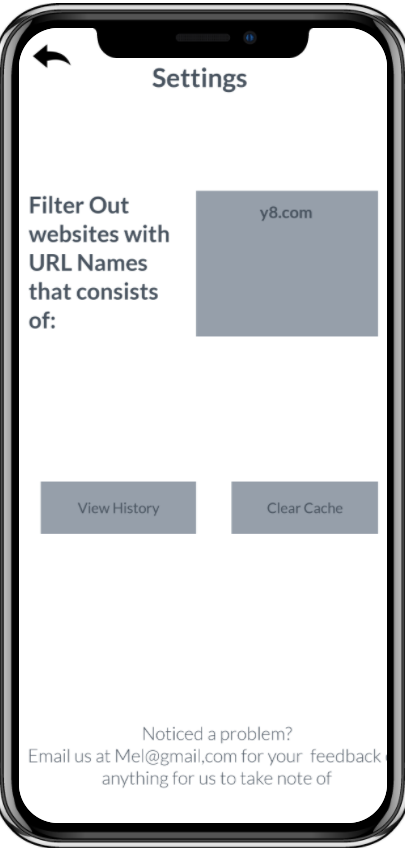 Settings
Filter Out
websites with
URL Names
that consists
of:
y8.com
View History
Clear Cache
Noticed a problem?
Email us at Mel@gmail,com for your feedback
anything for us to take note of